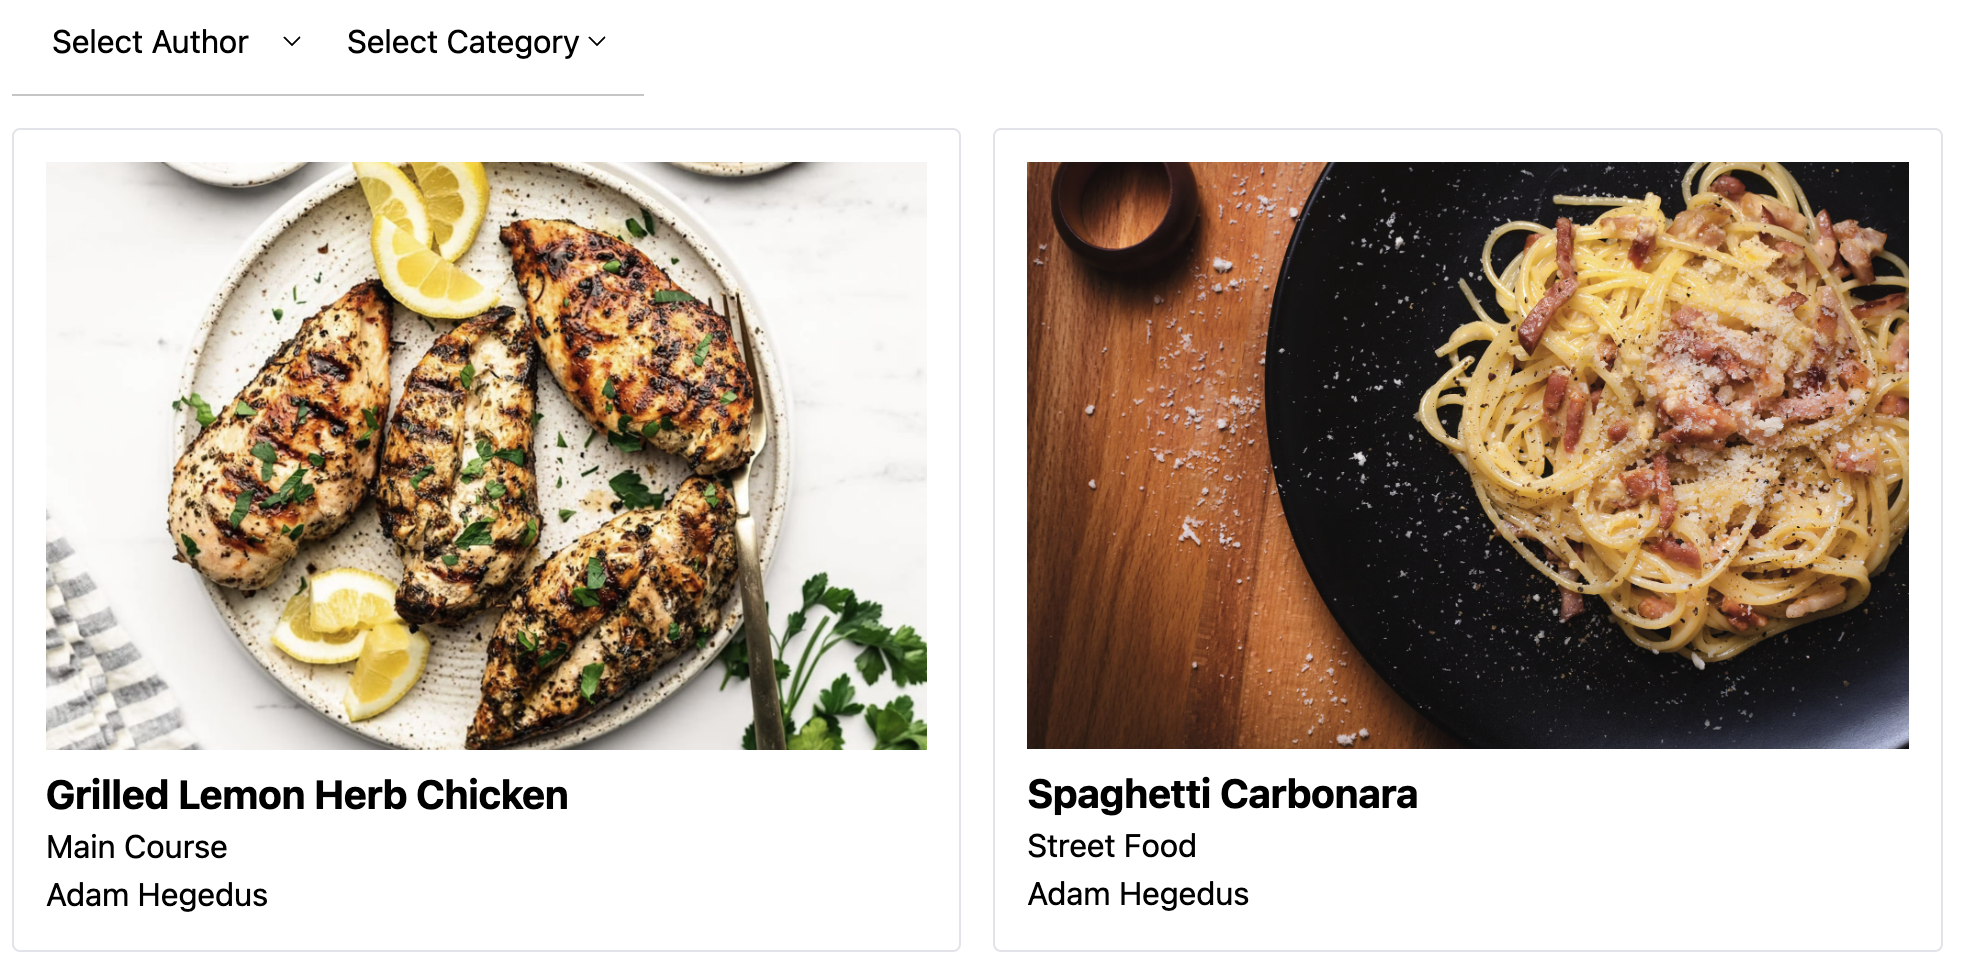 Select Author Select Category
Grilled Lemon Herb Chicken
Main Course
Adam Hegedus
Spaghetti Carbonara
Street Food
Adam Hegedus